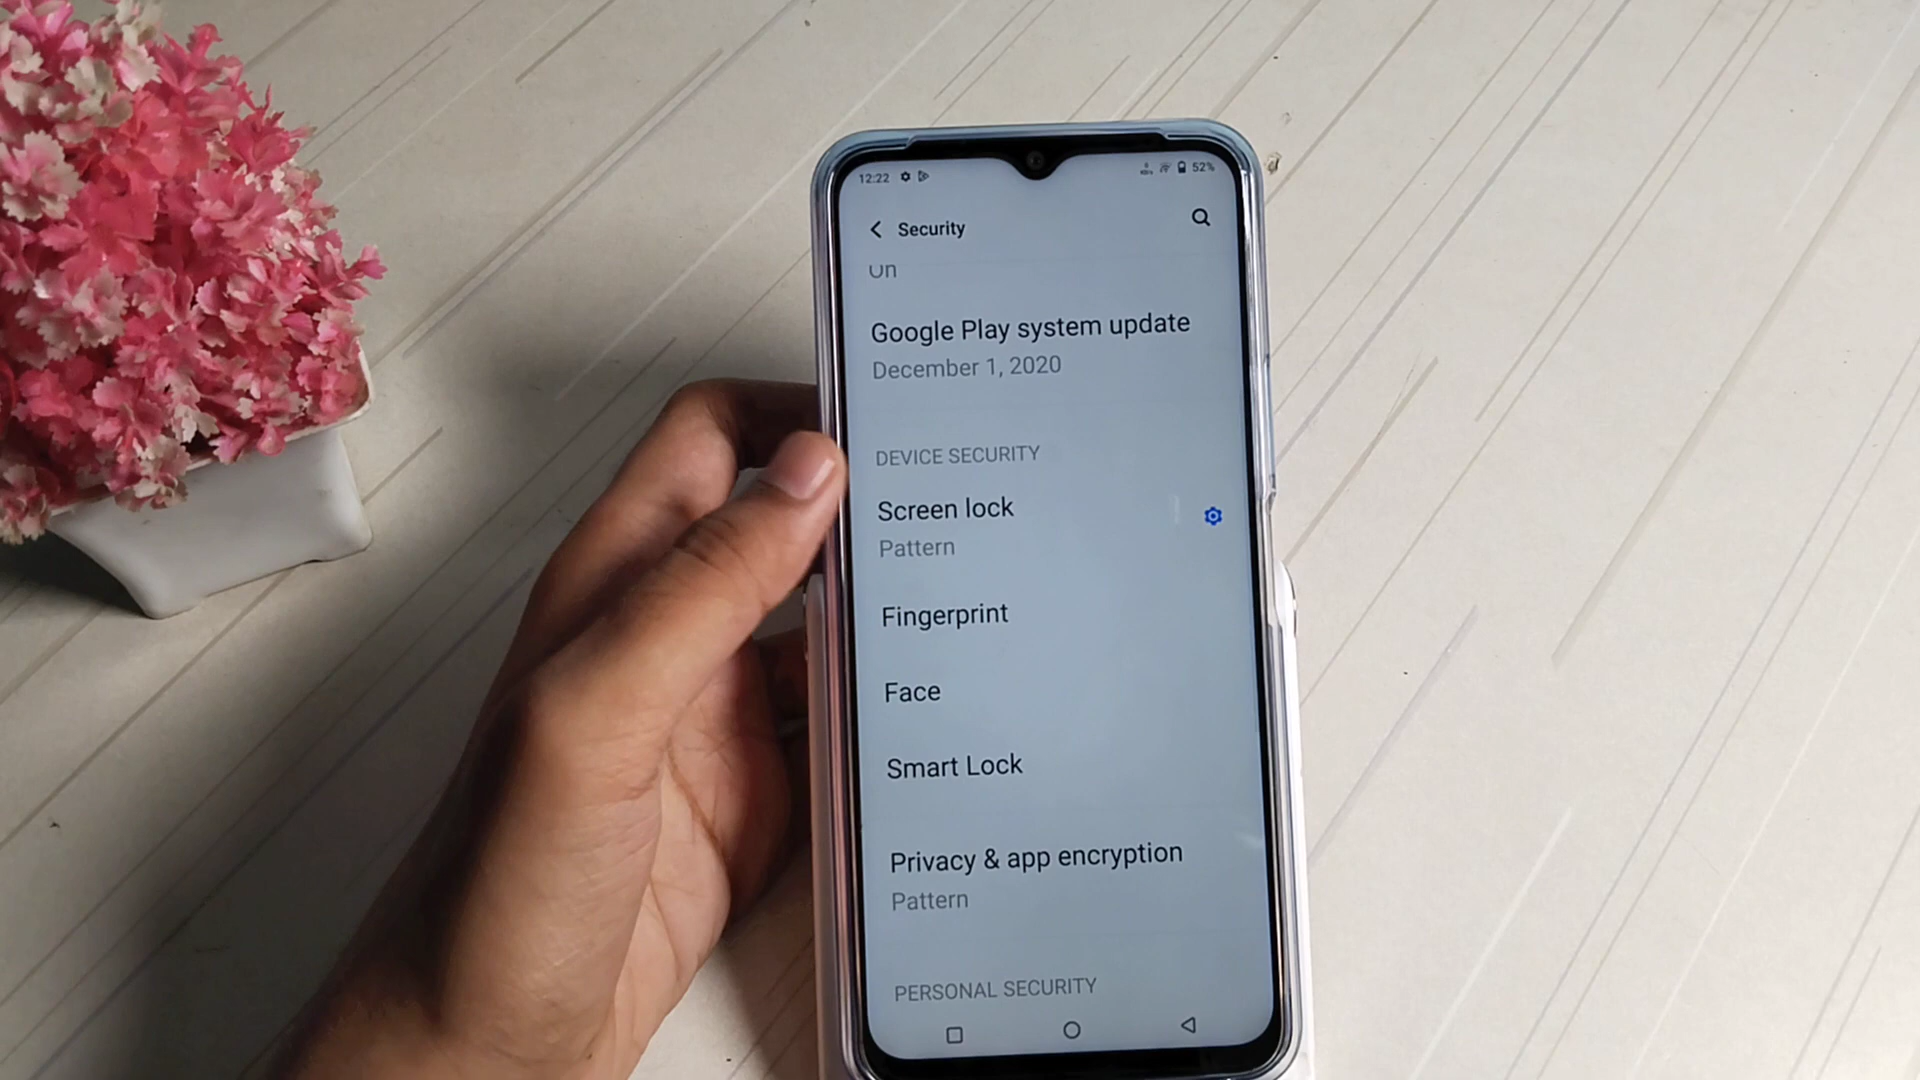 12:22
52%
Security
On
Google Play system update
December 1, 2020
DEVICE SECURITY
Screen lock
Pattern
Fingerprint
Face
Smart Lock
Privacy & app encryption
Pattern
PERSONAL SECURITY